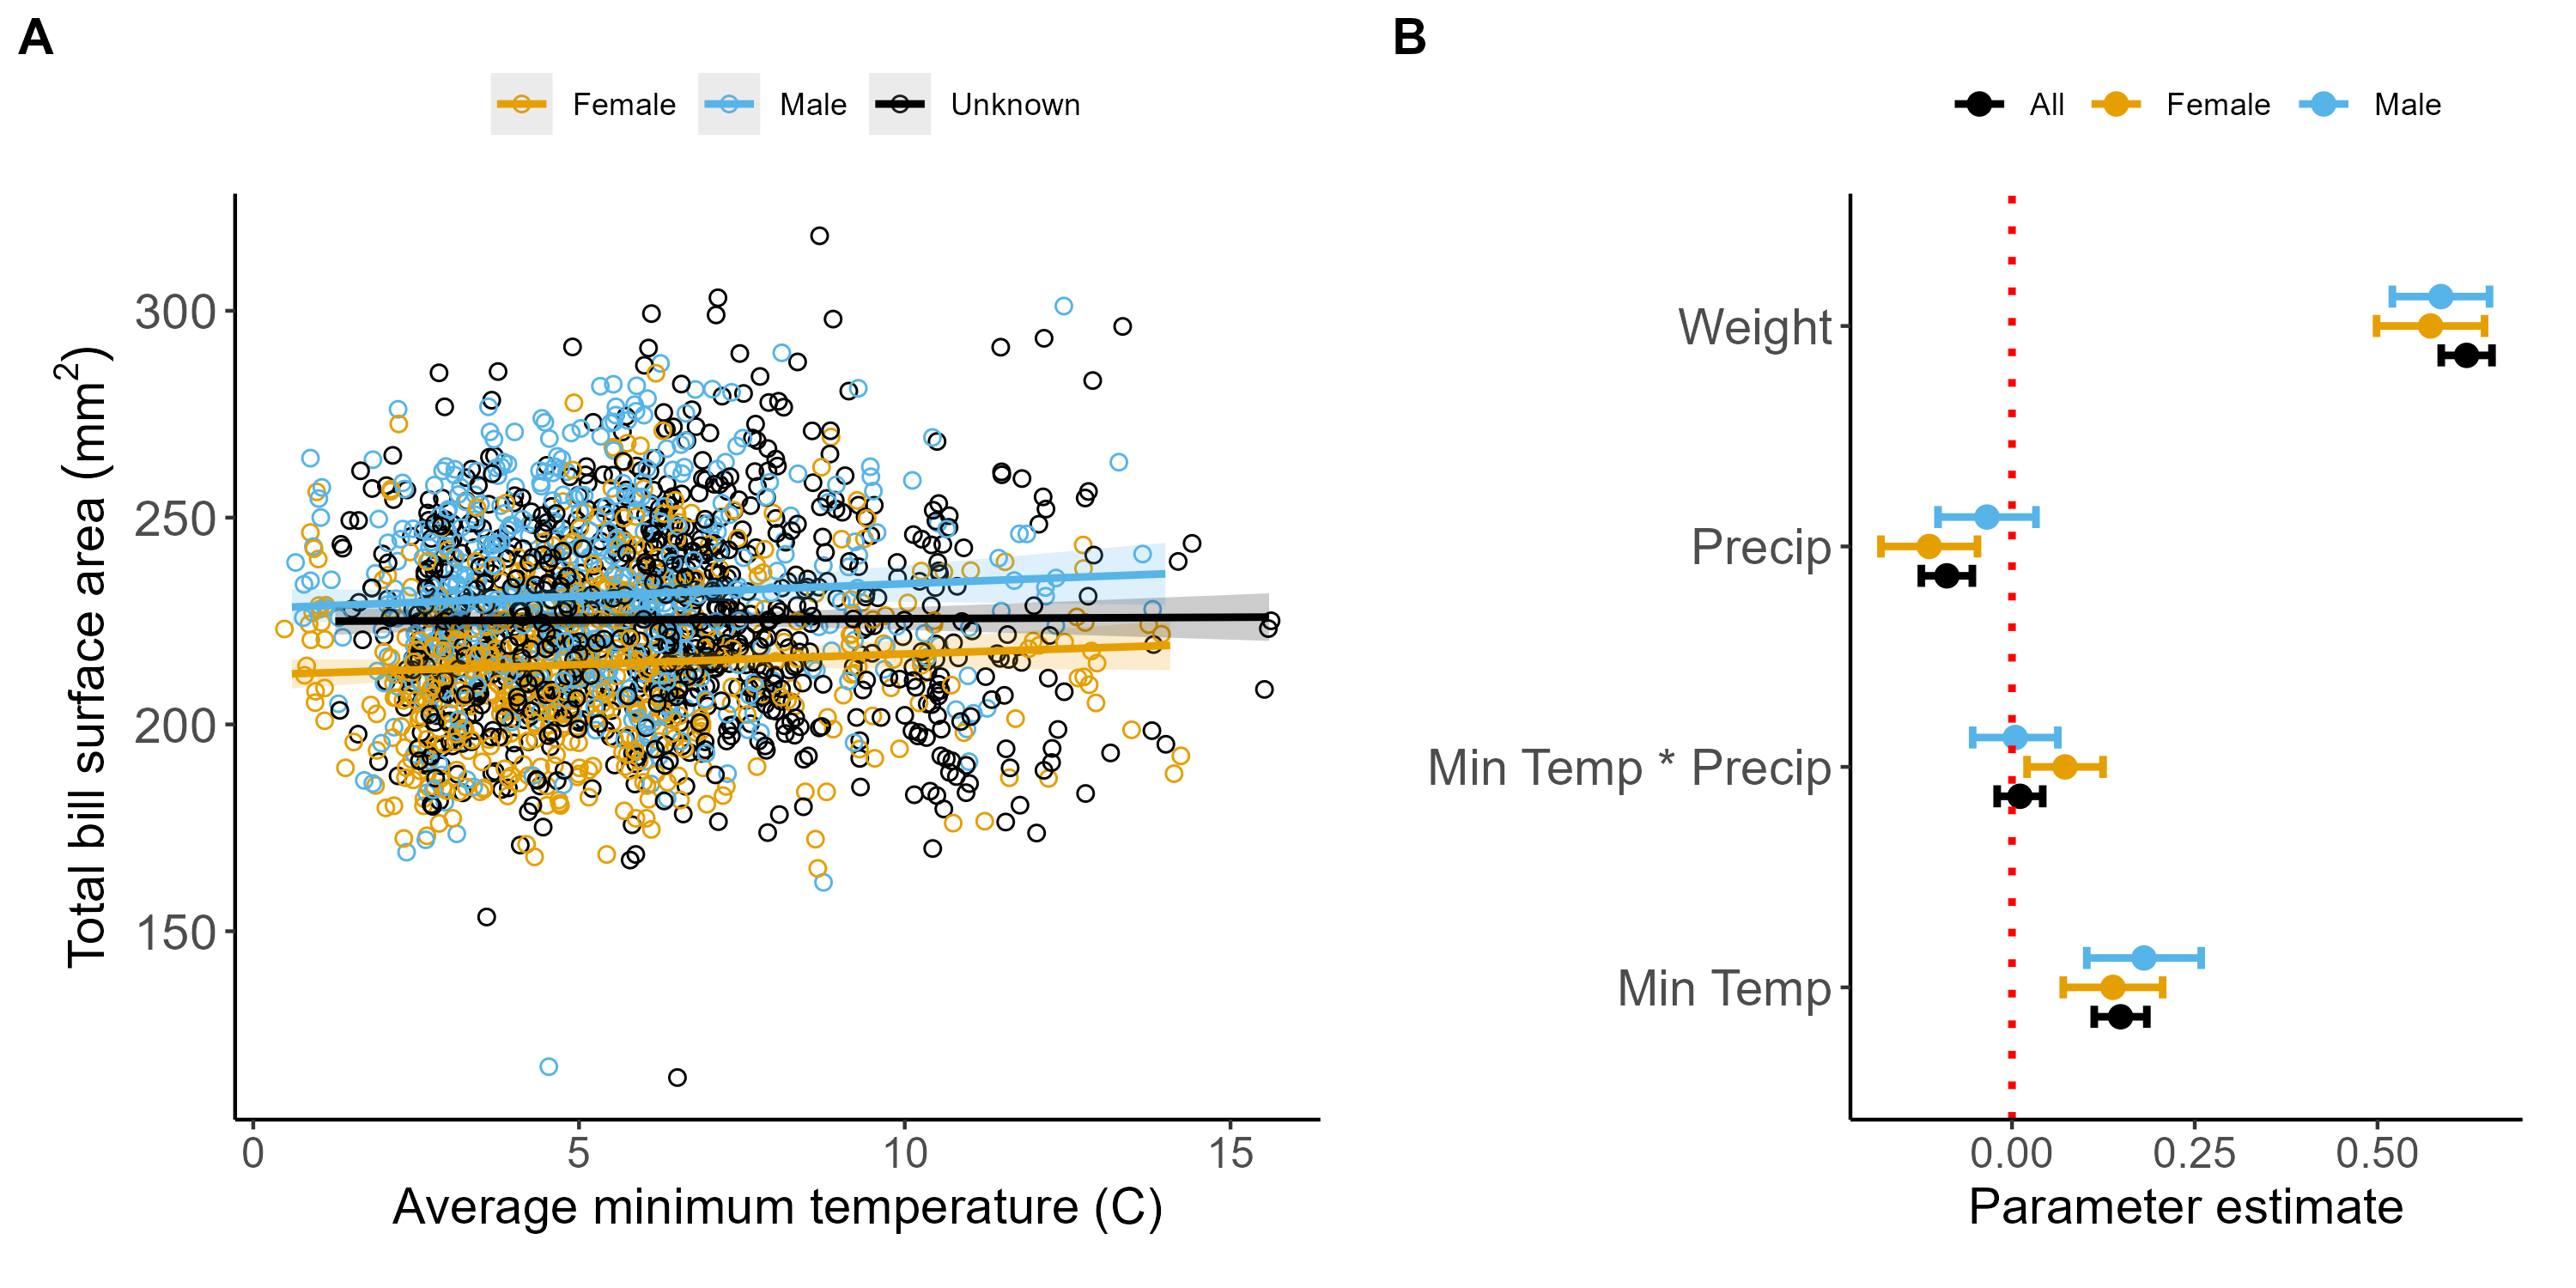 A
Female Male Unknown
Total bill surface area (mm²)
300
250
200
150
0 5 10 15
Average minimum temperature (C)
B
All Female Male
Weight
Precip
Min Temp * Precip
Min Temp
0.00 0.25 0.50
Parameter estimate